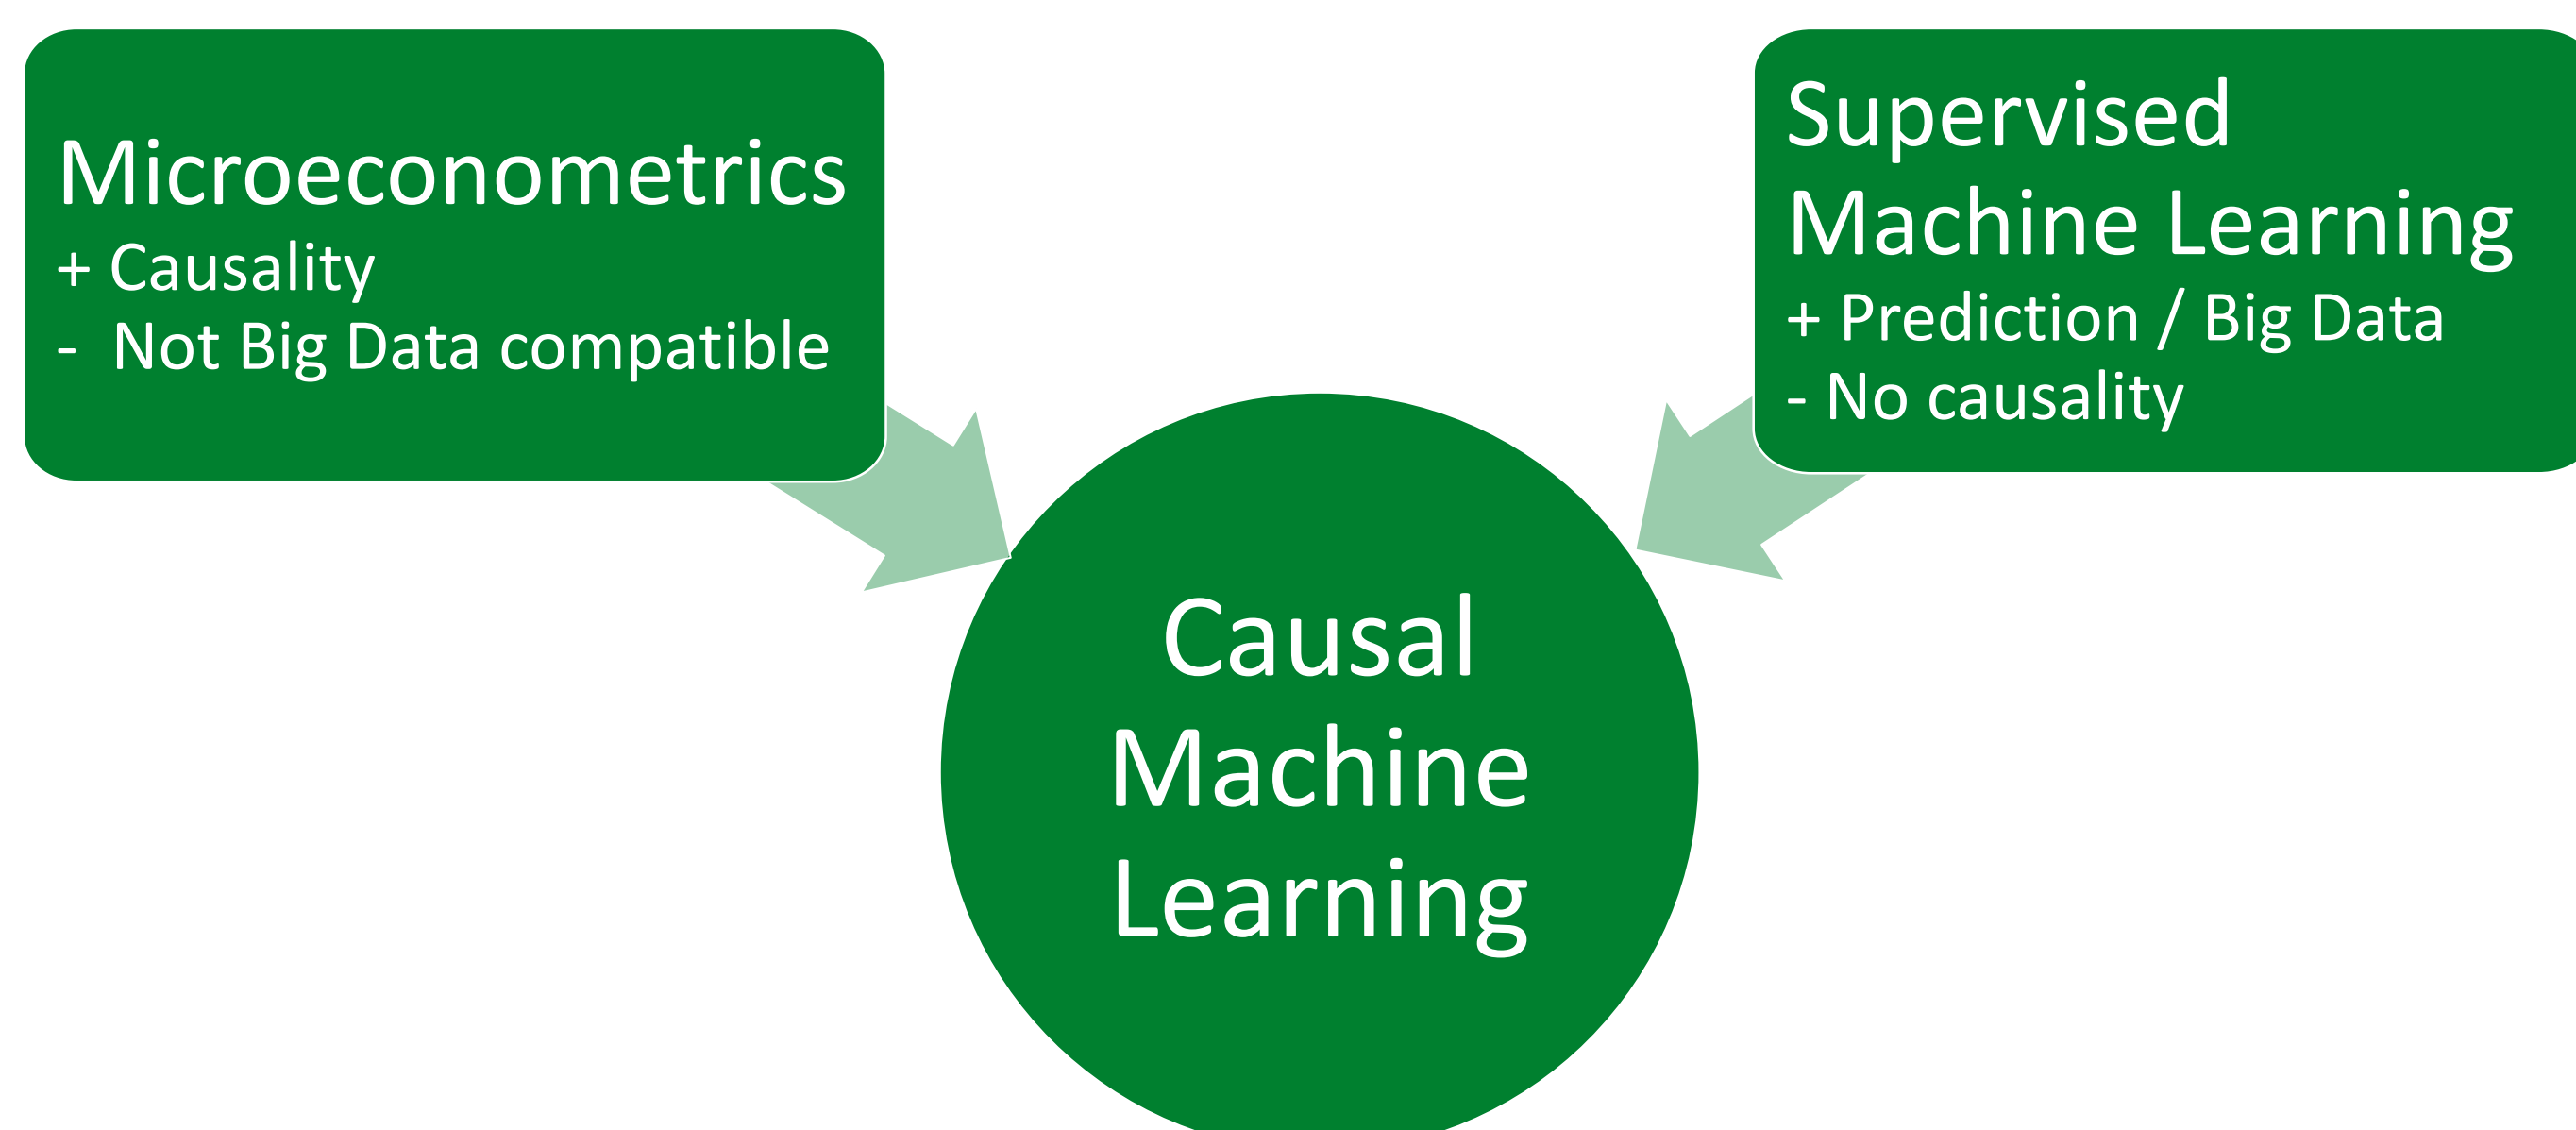 Microeconometrics
+ Causality
- Not Big Data compatible
Supervised
Machine Learning
+ Prediction / Big Data
- No causality
Causal
Machine
Learning